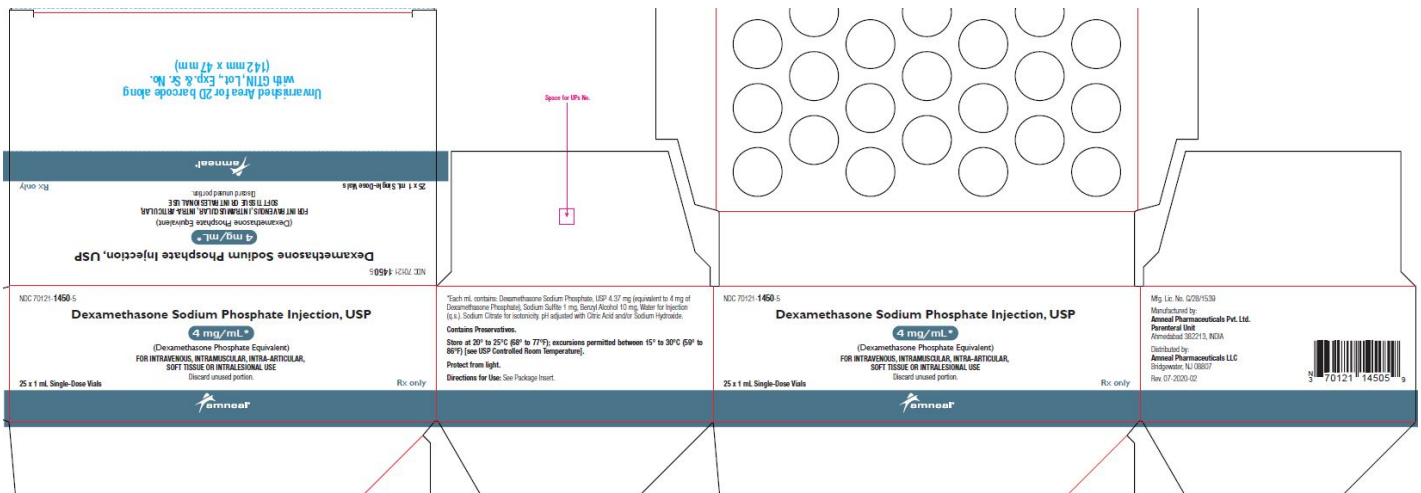 Unvarnished Area for 2D barcode along
with GTIN, Lot., Exp. & Sr. No.
(142 mm x 47 mm)
amneal
NDC 70121-1450-5
Dexamethasone Sodium Phosphate Injection, USP
4 mg/mL*
(Dexamethasone Phosphate Equivalent)
FOR INTRAVENOUS, INTRAMUSCULAR, INTRA-ARTICULAR,
SOFT TISSUE OR INTRALESIONAL USE
Discard unused portion.
25 x 1 mL Single-Dose Vials
Rx only
Space for UPs No.
NDC 70121-1450-5
Dexamethasone Sodium Phosphate Injection, USP
4 mg/mL*
(Dexamethasone Phosphate Equivalent)
FOR INTRAVENOUS, INTRAMUSCULAR, INTRA-ARTICULAR,
SOFT TISSUE OR INTRALESIONAL USE
Discard unused portion.
25 x 1 mL Single-Dose Vials
Rx only
amneal
*Each mL contains: Dexamethasone Sodium Phosphate, USP 4.37 mg (equivalent to 4 mg of
Dexamethasone Phosphate), Sodium Sulfite 1 mg, Benzyl Alcohol 10 mg, Water for Injection
(q.s.). Sodium Citrate for isotonicity. pH adjusted with Citric Acid and/or Sodium Hydroxide.
Contains Preservatives.
Store at 20° to 25°C (68° to 77°F); excursions permitted between 15° to 30°C (59° to
86°F) [see USP Controlled Room Temperature].
Protect from light.
Directions for Use: See Package Insert.
NDC 70121-1450-5
Dexamethasone Sodium Phosphate Injection, USP
4 mg/mL*
(Dexamethasone Phosphate Equivalent)
FOR INTRAVENOUS, INTRAMUSCULAR, INTRA-ARTICULAR,
SOFT TISSUE OR INTRALESIONAL USE
Discard unused portion.
25 x 1 mL Single-Dose Vials
Rx only
amneal
Mfg. Lic. No. G/28/1539
Manufactured by:
Amneal Pharmaceuticals Pvt. Ltd.
Parenteral Unit
Ahmedabad 382213, INDIA
Distributed by:
Amneal Pharmaceuticals LLC
Bridgewater, NJ 08807
Rev. 07-2020-02
N
3 70121 14505 9